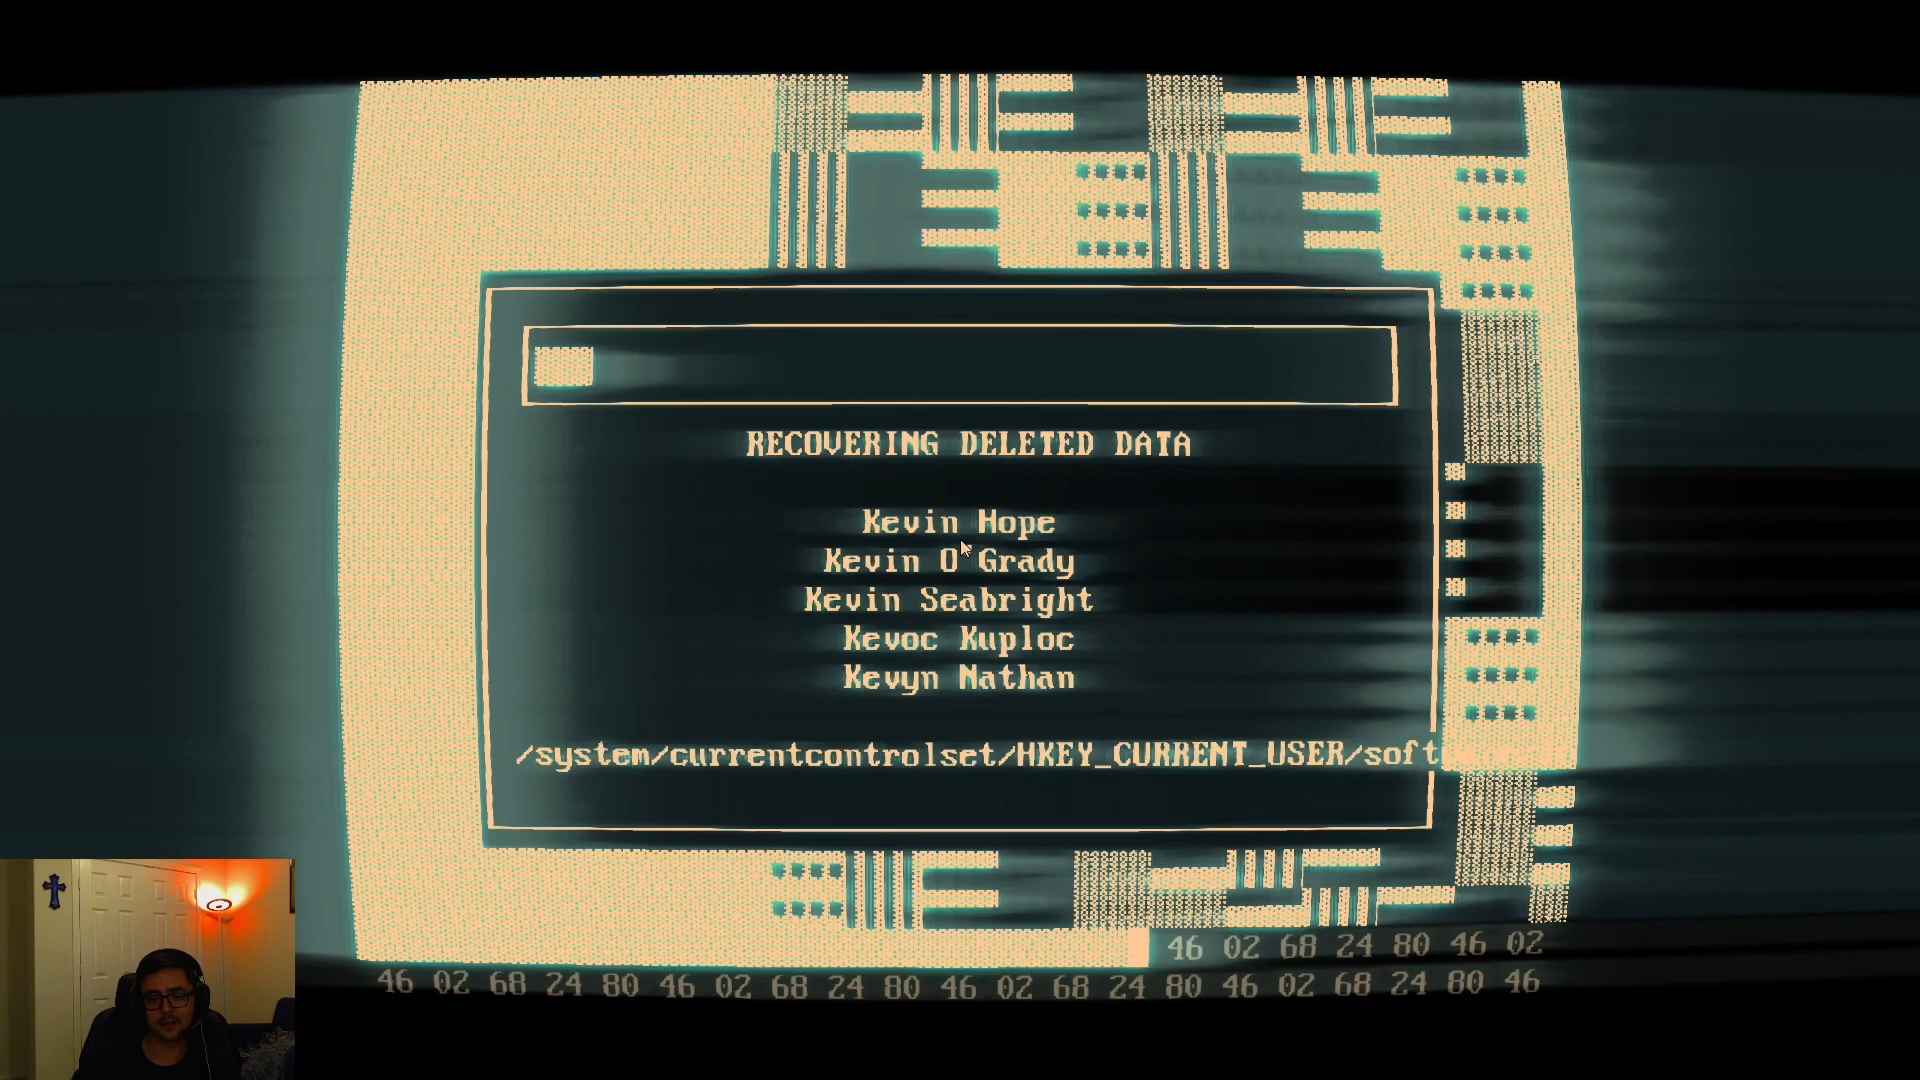 RECOVERING DELETED DATA
Kevin Hope
Kevin O'Grady
Kevin Seabright
Kevoc Kuploc
Kevyn Nathan
/system/currentcontrolset/HKEY_CURRENT_USER/soft
46 02 68 24 80 46 02
46 02 68 24 80 46 02 68 24 80 46 02 68 24 80 46 02 68 24 80 46